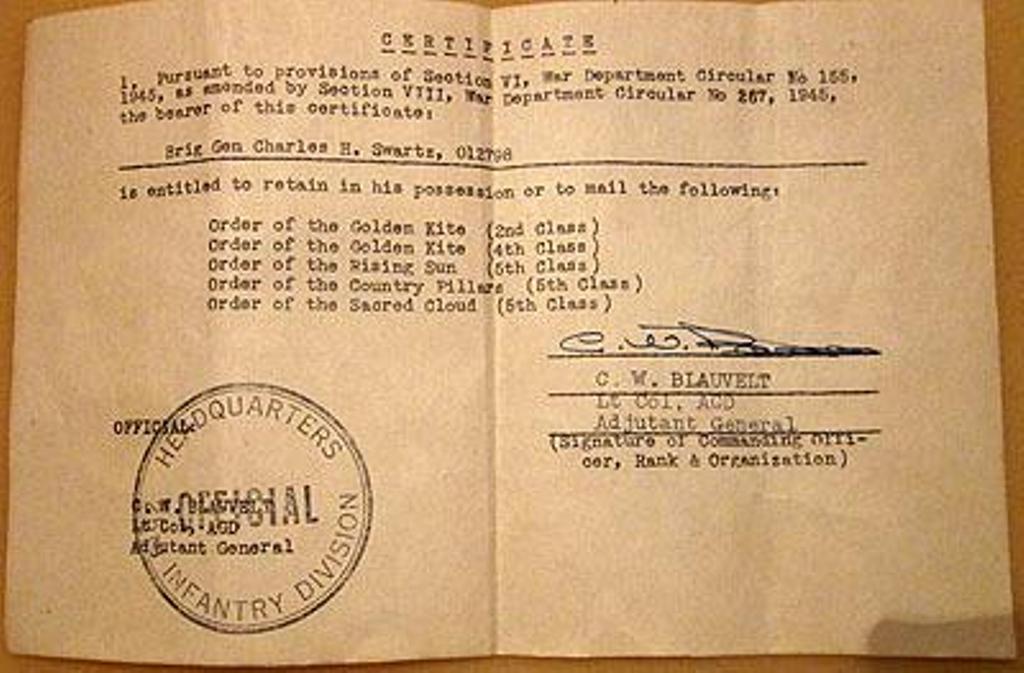 CERTIFICATE
1. Pursuant to provisions of Section VI, War Department Circular No 155,
1945, as amended by Section VIII, War Department Circular No 267, 1945,
the bearer of this certificate:
Brig Gen Charles H. Swartz, 012798
is entitled to retain in his possession or to mail the following:
Order of the Golden Kite (2nd Class)
Order of the Golden Kite (4th Class)
Order of the Rising Sun (5th Class)
Order of the Country Pillars (5th Class)
Order of the Sacred Cloud (5th Class)
C. W. BLAUVELT
Lt Col, AGD
Adjutant General
(Signature of Commanding Offi-
cer, Rank & Organization)
OFFICIAL:
HEADQUARTERS
OFFICIAL
C. W. BLAUVELT
Lt Col, AGD
Adjutant General
INFANTRY DIVISION